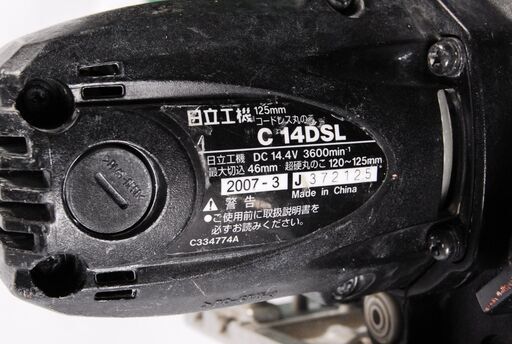 日立工機 125mm
コードレス丸のこ
C 14DSL
日立工機 DC 14.4V 3600min⁻¹
最大切込 46mm 超硬丸のこ 120~125mm
2007-3 J 372125
Made in China
警告
●ご使用前に取扱説明書を
必ずお読みください。
C334774A